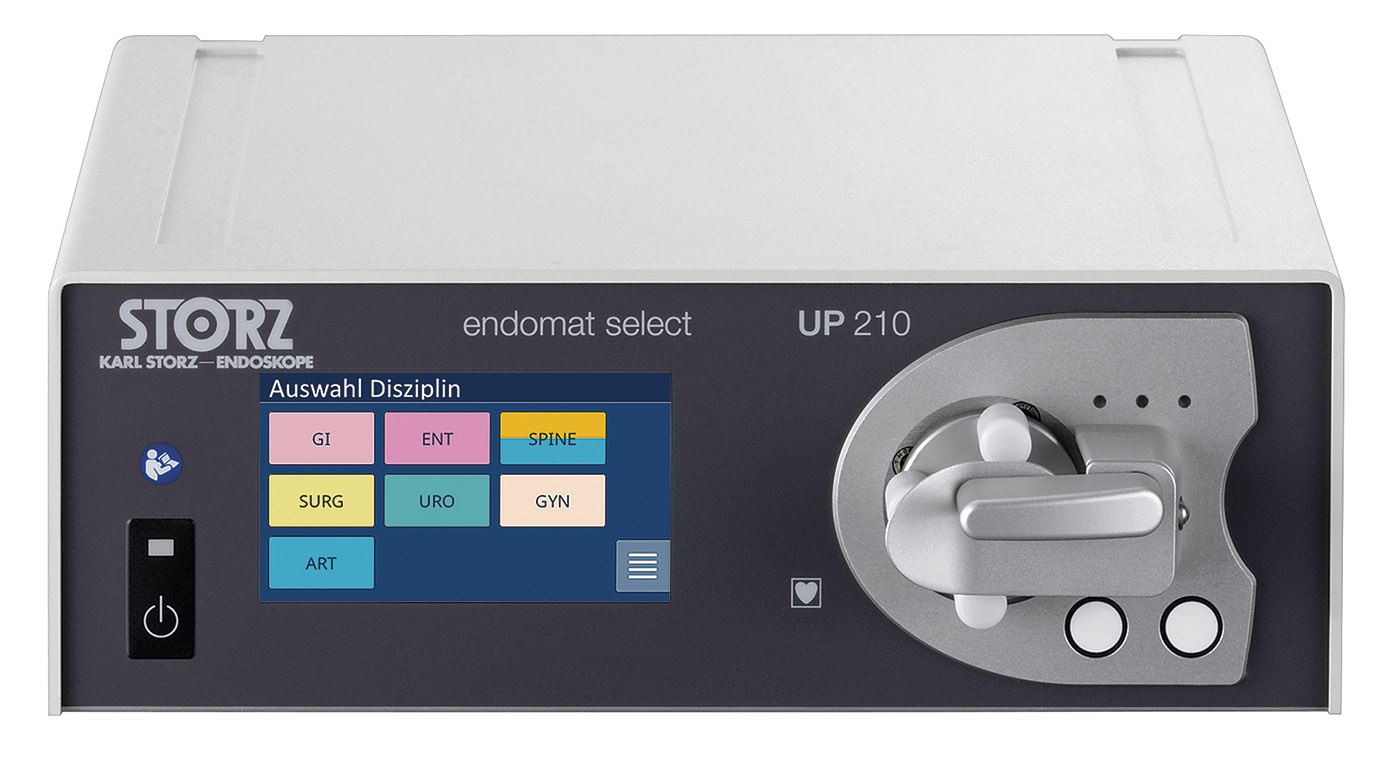 STORZ
KARL STORZ—ENDOSKOPE
endomat select
UP 210
Auswahl Disziplin
GI
ENT
SPINE
SURG
URO
GYN
ART